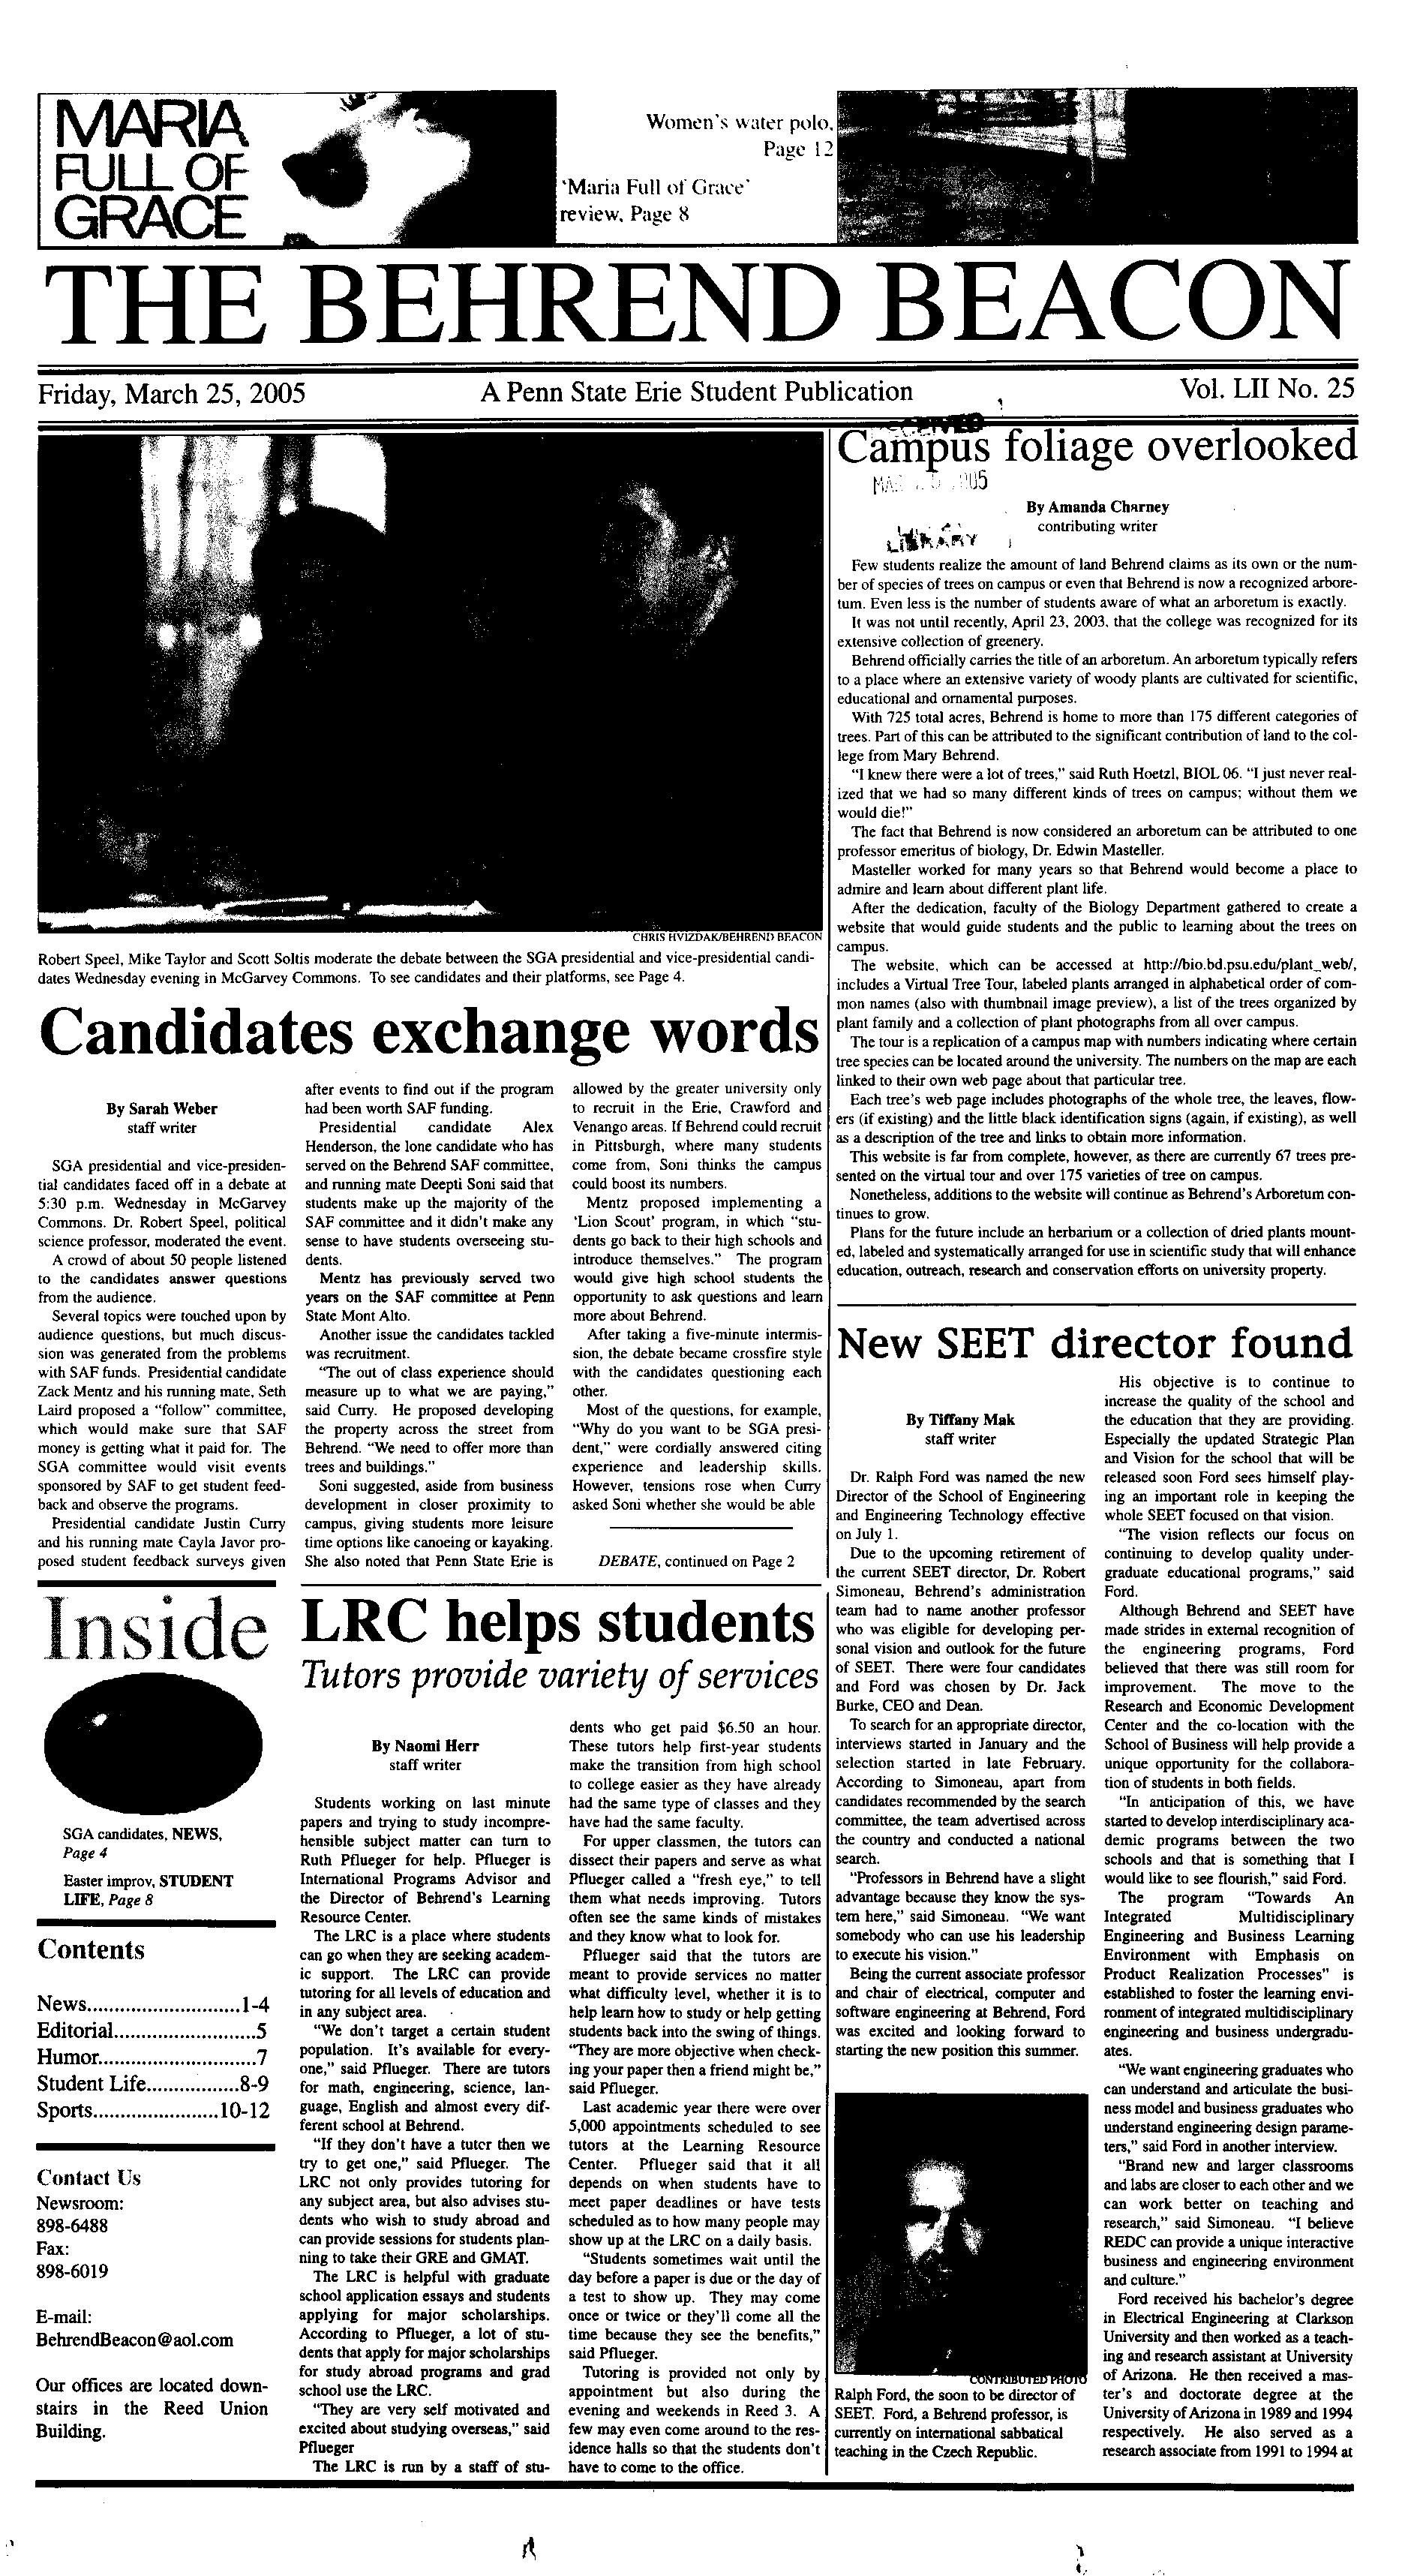 MARIA
FULL OF
GRACE
Women's water polo,
Page 12
'Maria Full of Grace'
review, Page 8
THE BEHREND BEACON
Friday, March 25, 2005
A Penn State Erie Student Publication
Vol. LII No. 25
CHRIS HVIZDAK/BEHREND BEACON
Robert Speel, Mike Taylor and Scott Soltis moderate the debate between the SGA presidential and vice-presidential candi-
dates Wednesday evening in McGarvey Commons. To see candidates and their platforms, see Page 4.
Candidates exchange words
By Sarah Weber
staff writer
SGA presidential and vice-presiden-
tial candidates faced off in a debate at
5:30 p.m. Wednesday in McGarvey
Commons. Dr. Robert Speel, political
science professor, moderated the event.
A crowd of about 50 people listened
to the candidates answer questions
from the audience.
Several topics were touched upon by
audience questions, but much discus-
sion was generated from the problems
with SAF funds. Presidential candidate
Zack Mentz and his running mate, Seth
Laird proposed a “follow” committee,
which would make sure that SAF
money is getting what it paid for. The
SGA committee would visit events
sponsored by SAF to get student feed-
back and observe the programs.
Presidential candidate Justin Curry
and his running mate Cayla Javor pro-
posed student feedback surveys given
after events to find out if the program
had been worth SAF funding.
Presidential candidate Alex
Henderson, the lone candidate who has
served on the Behrend SAF committee,
and running mate Deepti Soni said that
students make up the majority of the
SAF committee and it didn't make any
sense to have students overseeing stu-
dents.
Mentz has previously served two
years on the SAF committee at Penn
State Mont Alto.
Another issue the candidates tackled
was recruitment.
“The out of class experience should
measure up to what we are paying,”
said Curry. He proposed developing
the property across the street from
Behrend. “We need to offer more than
trees and buildings.”
Soni suggested, aside from business
development in closer proximity to
campus, giving students more leisure
time options like canoeing or kayaking.
She also noted that Penn State Erie is
allowed by the greater university only
to recruit in the Erie, Crawford and
Venango areas. If Behrend could recruit
in Pittsburgh, where many students
come from, Soni thinks the campus
could boost its numbers.
Mentz proposed implementing a
'Lion Scout' program, in which “stu-
dents go back to their high schools and
introduce themselves.” The program
would give high school students the
opportunity to ask questions and learn
more about Behrend.
After taking a five-minute intermis-
sion, the debate became crossfire style
with the candidates questioning each
other.
Most of the questions, for example,
“Why do you want to be SGA presi-
dent,” were cordially answered citing
experience and leadership skills.
However, tensions rose when Curry
asked Soni whether she would be able
DEBATE, continued on Page 2
Campus foliage overlooked
LIBRARY
By Amanda Charney
contributing writer
Few students realize the amount of land Behrend claims as its own or the num-
ber of species of trees on campus or even that Behrend is now a recognized arbore-
tum. Even less is the number of students aware of what an arboretum is exactly.
It was not until recently, April 23, 2003, that the college was recognized for its
extensive collection of greenery.
Behrend officially carries the title of an arboretum. An arboretum typically refers
to a place where an extensive variety of woody plants are cultivated for scientific,
educational and ornamental purposes.
With 725 total acres, Behrend is home to more than 175 different categories of
trees. Part of this can be attributed to the significant contribution of land to the col-
lege from Mary Behrend.
“I knew there were a lot of trees,” said Ruth Hoetzl, BIOL 06. “I just never real-
ized that we had so many different kinds of trees on campus; without them we
would die!”
The fact that Behrend is now considered an arboretum can be attributed to one
professor emeritus of biology, Dr. Edwin Masteller.
Masteller worked for many years so that Behrend would become a place to
admire and learn about different plant life.
After the dedication, faculty of the Biology Department gathered to create a
website that would guide students and the public to learning about the trees on
campus.
The website, which can be accessed at http://bio.bd.psu.edu/plant_web/,
includes a Virtual Tree Tour, labeled plants arranged in alphabetical order of com-
mon names (also with thumbnail image preview), a list of the trees organized by
plant family and a collection of plant photographs from all over campus.
The tour is a replication of a campus map with numbers indicating where certain
tree species can be located around the university. The numbers on the map are each
linked to their own web page about that particular tree.
Each tree's web page includes photographs of the whole tree, the leaves, flow-
ers (if existing) and the little black identification signs (again, if existing), as well
as a description of the tree and links to obtain more information.
This website is far from complete, however, as there are currently 67 trees pre-
sented on the virtual tour and over 175 varieties of tree on campus.
Nonetheless, additions to the website will continue as Behrend's Arboretum con-
tinues to grow.
Plans for the future include an herbarium or a collection of dried plants mount-
ed, labeled and systematically arranged for use in scientific study that will enhance
education, outreach, research and conservation efforts on university property.
New SEET director found
By Tiffany Mak
staff writer
Dr. Ralph Ford was named the new
Director of the School of Engineering
and Engineering Technology effective
on July 1.
Due to the upcoming retirement of
the current SEET director, Dr. Robert
Simoneau, Behrend's administration
team had to name another professor
who was eligible for developing per-
sonal vision and outlook for the future
of SEET. There were four candidates
and Ford was chosen by Dr. Jack
Burke, CEO and Dean.
To search for an appropriate director,
interviews started in January and the
selection started in late February.
According to Simoneau, apart from
candidates recommended by the search
committee, the team advertised across
the country and conducted a national
search.
“Professors in Behrend have a slight
advantage because they know the sys-
tem here,” said Simoneau. “We want
somebody who can use his leadership
to execute his vision.”
Being the current associate professor
and chair of electrical, computer and
software engineering at Behrend, Ford
was excited and looking forward to
starting the new position this summer.
CONTRIBUTED PHOTO
Ralph Ford, the soon to be director of
SEET. Ford, a Behrend professor, is
currently on international sabbatical
teaching in the Czech Republic.
His objective is to continue to
increase the quality of the school and
the education that they are providing.
Especially the updated Strategic Plan
and Vision for the school that will be
released soon Ford sees himself play-
ing an important role in keeping the
whole SEET focused on that vision.
“The vision reflects our focus on
continuing to develop quality under-
graduate educational programs,” said
Ford.
Although Behrend and SEET have
made strides in external recognition of
the engineering programs, Ford
believed that there was still room for
improvement. The move to the
Research and Economic Development
Center and the co-location with the
School of Business will help provide a
unique opportunity for the collabora-
tion of students in both fields.
“In anticipation of this, we have
started to develop interdisciplinary aca-
demic programs between the two
schools and that is something that I
would like to see flourish,” said Ford.
The program “Towards An
Integrated Multidisciplinary
Engineering and Business Learning
Environment with Emphasis on
Product Realization Processes” is
established to foster the learning envi-
ronment of integrated multidisciplinary
engineering and business undergradu-
ates.
“We want engineering graduates who
can understand and articulate the busi-
ness model and business graduates who
understand engineering design parame-
ters,” said Ford in another interview.
“Brand new and larger classrooms
and labs are closer to each other and we
can work better on teaching and
research,” said Simoneau. “I believe
REDC can provide a unique interactive
business and engineering environment
and culture.”
Ford received his bachelor's degree
in Electrical Engineering at Clarkson
University and then worked as a teach-
ing and research assistant at University
of Arizona. He then received a mas-
ter's and doctorate degree at the
University of Arizona in 1989 and 1994
respectively. He also served as a
research associate from 1991 to 1994 at
Inside
SGA candidates, NEWS,
Page 4
Easter improv, STUDENT
LIFE, Page 8
Contents
News............................1-4
Editorial..........................5
Humor.............................7
Student Life.................8-9
Sports.......................10-12
Contact Us
Newsroom:
898-6488
Fax:
898-6019
E-mail:
BehrendBeacon@aol.com
Our offices are located down-
stairs in the Reed Union
Building.
LRC helps students
Tutors provide variety of services
By Naomi Herr
staff writer
Students working on last minute
papers and trying to study incompre-
hensible subject matter can turn to
Ruth Pflueger for help. Pflueger is
International Programs Advisor and
the Director of Behrend's Learning
Resource Center.
The LRC is a place where students
can go when they are seeking academ-
ic support. The LRC can provide
tutoring for all levels of education and
in any subject area.
“We don't target a certain student
population. It's available for every-
one,” said Pflueger. There are tutors
for math, engineering, science, lan-
guage, English and almost every dif-
ferent school at Behrend.
“If they don't have a tutor then we
try to get one,” said Pflueger. The
LRC not only provides tutoring for
any subject area, but also advises stu-
dents who wish to study abroad and
can provide sessions for students plan-
ning to take their GRE and GMAT.
The LRC is helpful with graduate
school application essays and students
applying for major scholarships.
According to Pflueger, a lot of stu-
dents that apply for major scholarships
for study abroad programs and grad
school use the LRC.
“They are very self motivated and
excited about studying overseas,” said
Pflueger
The LRC is run by a staff of stu-
dents who get paid $6.50 an hour.
These tutors help first-year students
make the transition from high school
to college easier as they have already
had the same type of classes and they
have had the same faculty.
For upper classmen, the tutors can
dissect their papers and serve as what
Pflueger called a “fresh eye,” to tell
them what needs improving. Tutors
often see the same kinds of mistakes
and they know what to look for.
Pflueger said that the tutors are
meant to provide services no matter
what difficulty level, whether it is to
help learn how to study or help getting
students back into the swing of things.
“They are more objective when check-
ing your paper then a friend might be,”
said Pflueger.
Last academic year there were over
5,000 appointments scheduled to see
tutors at the Learning Resource
Center. Pflueger said that it all
depends on when students have to
meet paper deadlines or have tests
scheduled as to how many people may
show up at the LRC on a daily basis.
“Students sometimes wait until the
day before a paper is due or the day of
a test to show up. They may come
once or twice or they'll come all the
time because they see the benefits,”
said Pflueger.
Tutoring is provided not only by
appointment but also during the
evening and weekends in Reed 3. A
few may even come around to the res-
idence halls so that the students don't
have to come to the office.